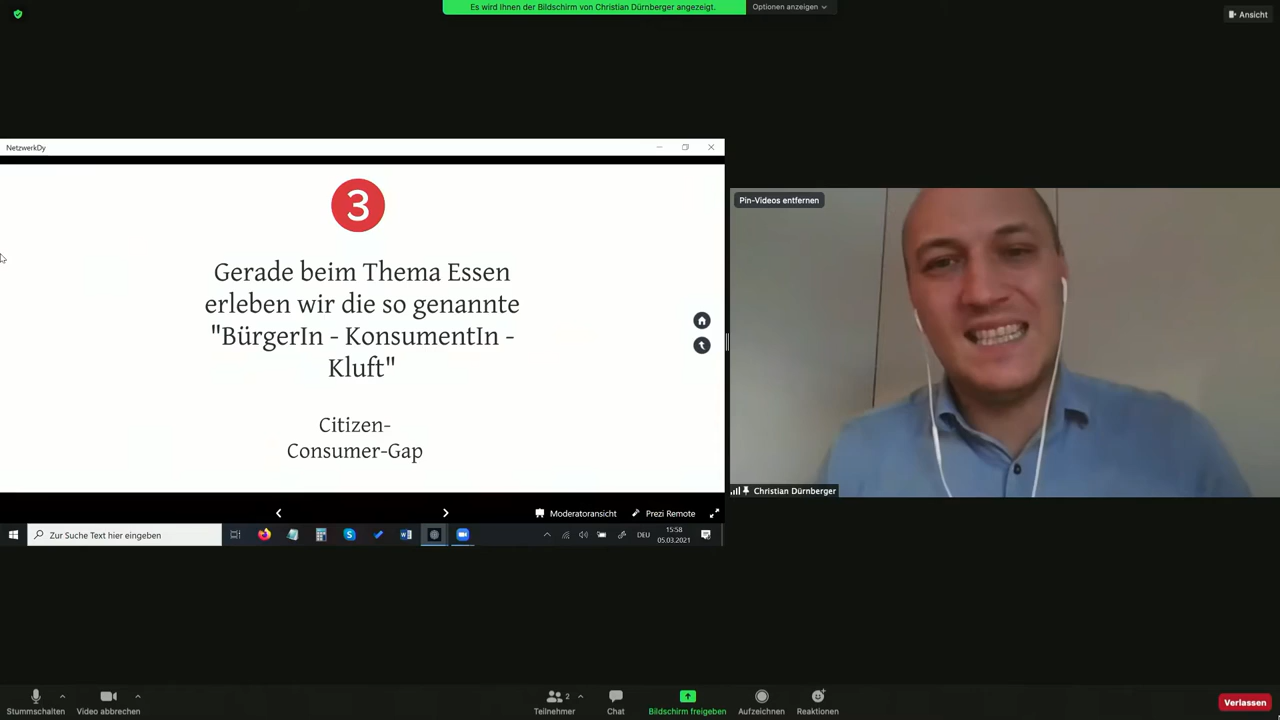 Es wird Ihnen der Bildschirm von Christian Dürnberger angezeigt.
Optionen anzeigen
Ansicht
NetzwerkDy
3
Gerade beim Thema Essen
erleben wir die so genannte
"BürgerIn - KonsumentIn -
Kluft"
Citizen-
Consumer-Gap
Moderatoransicht
Prezi Remote
Zur Suche Text hier eingeben
DEU
15:58
05.03.2021
Pin-Videos entfernen
Christian Dürnberger
Stummschalten
Video abbrechen
2
Teilnehmer
Chat
Bildschirm freigeben
Aufzeichnen
Reaktionen
Verlassen